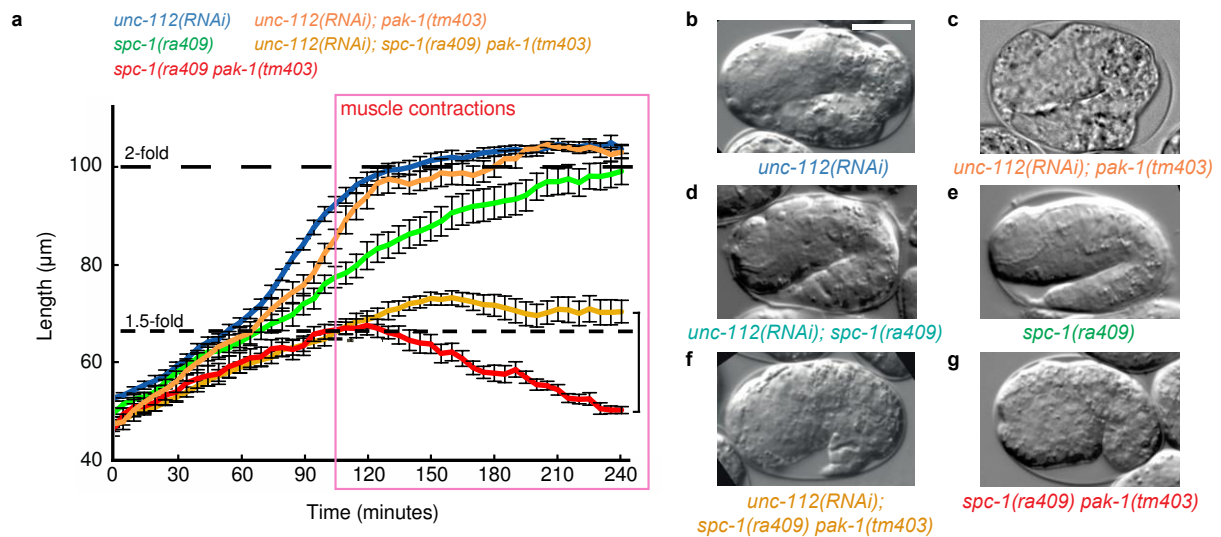 a
unc-112(RNAi) unc-112(RNAi); pak-1(tm403)
spc-1(ra409) unc-112(RNAi); spc-1(ra409) pak-1(tm403)
spc-1(ra409 pak-1(tm403)
muscle contractions
2-fold
1.5-fold
100
80
60
40
Length (µm)
0 30 60 90 120 150 180 210 240
Time (minutes)
b
unc-112(RNAi)
c
unc-112(RNAi); pak-1(tm403)
d
unc-112(RNAi); spc-1(ra409)
e
spc-1(ra409)
f
unc-112(RNAi);
spc-1(ra409) pak-1(tm403)
g
spc-1(ra409) pak-1(tm403)